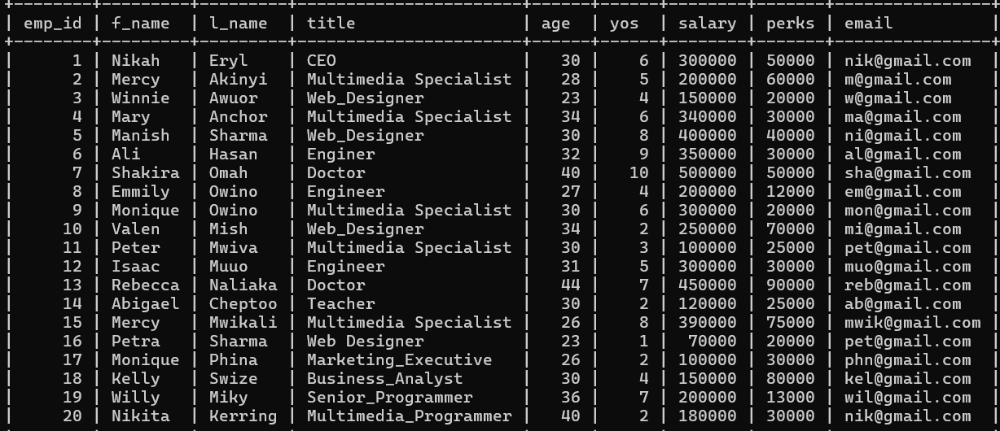 | emp_id | f_name | l_name | title | age | yos | salary | perks | email
| 1 | Nikah | Eryl | CEO | 30 | 6 | 300000 | 50000 | nik@gmail.com
| 2 | Mercy | Akinyi | Multimedia Specialist | 28 | 5 | 200000 | 60000 | m@gmail.com
| 3 | Winnie | Awuor | Web_Designer | 23 | 4 | 150000 | 20000 | w@gmail.com
| 4 | Mary | Anchor | Multimedia Specialist | 34 | 6 | 340000 | 30000 | ma@gmail.com
| 5 | Manish | Sharma | Web_Designer | 30 | 8 | 400000 | 40000 | ni@gmail.com
| 6 | Ali | Hasan | Enginer | 32 | 9 | 350000 | 30000 | al@gmail.com
| 7 | Shakira | Omah | Doctor | 40 | 10 | 500000 | 50000 | sha@gmail.com
| 8 | Emmily | Owino | Engineer | 27 | 4 | 200000 | 12000 | em@gmail.com
| 9 | Monique | Owino | Multimedia Specialist | 30 | 6 | 300000 | 20000 | mon@gmail.com
| 10 | Valen | Mish | Web_Designer | 34 | 2 | 250000 | 70000 | mi@gmail.com
| 11 | Peter | Mwiva | Multimedia Specialist | 30 | 3 | 100000 | 25000 | pet@gmail.com
| 12 | Isaac | Muuo | Engineer | 31 | 5 | 300000 | 30000 | muo@gmail.com
| 13 | Rebecca | Naliaka | Doctor | 44 | 7 | 450000 | 90000 | reb@gmail.com
| 14 | Abigael | Cheptoo | Teacher | 30 | 2 | 120000 | 25000 | ab@gmail.com
| 15 | Mercy | Mwikali | Multimedia Specialist | 26 | 8 | 390000 | 75000 | mwik@gmail.com
| 16 | Petra | Sharma | Web Designer | 23 | 1 | 70000 | 20000 | pet@gmail.com
| 17 | Monique | Phina | Marketing_Executive | 26 | 2 | 100000 | 30000 | phn@gmail.com
| 18 | Kelly | Swize | Business_Analyst | 30 | 4 | 150000 | 80000 | kel@gmail.com
| 19 | Willy | Miky | Senior_Programmer | 36 | 7 | 200000 | 13000 | wil@gmail.com
| 20 | Nikita | Kerring | Multimedia_Programmer | 40 | 2 | 180000 | 30000 | nik@gmail.com